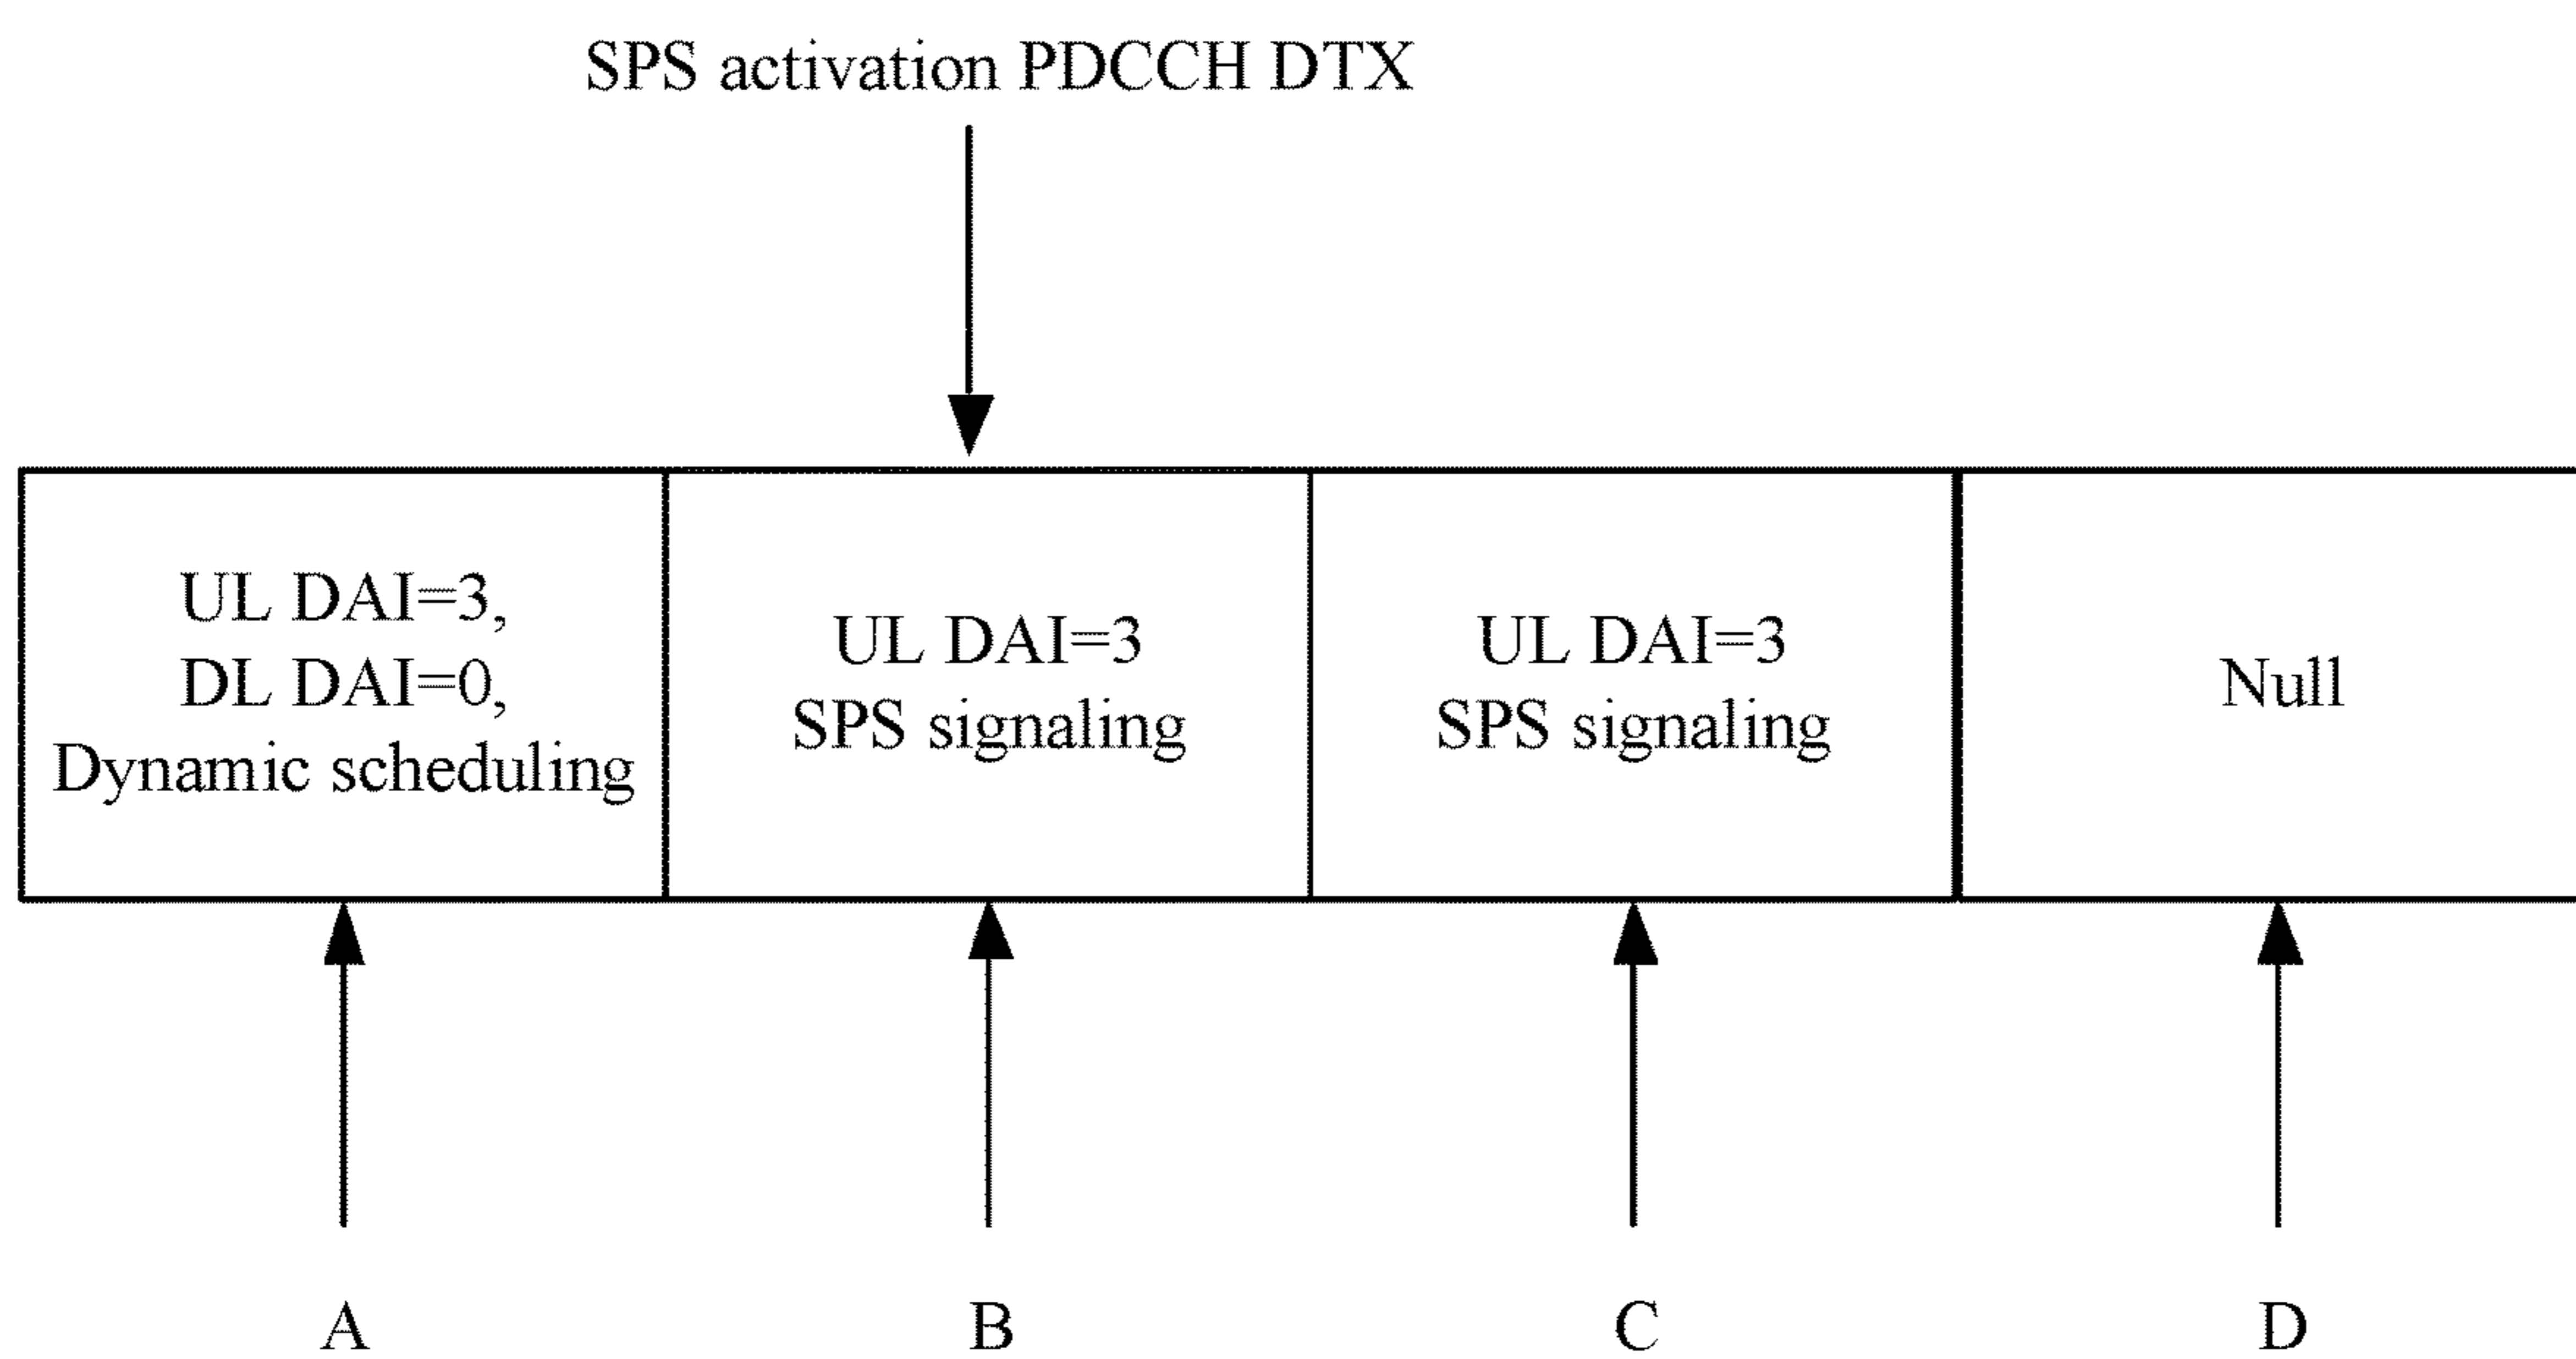 SPS activation PDCCH DTX
UL DAI=3,
DL DAI=0,
Dynamic scheduling
UL DAI=3
SPS signaling
UL DAI=3
SPS signaling
Null
A
B
C
D